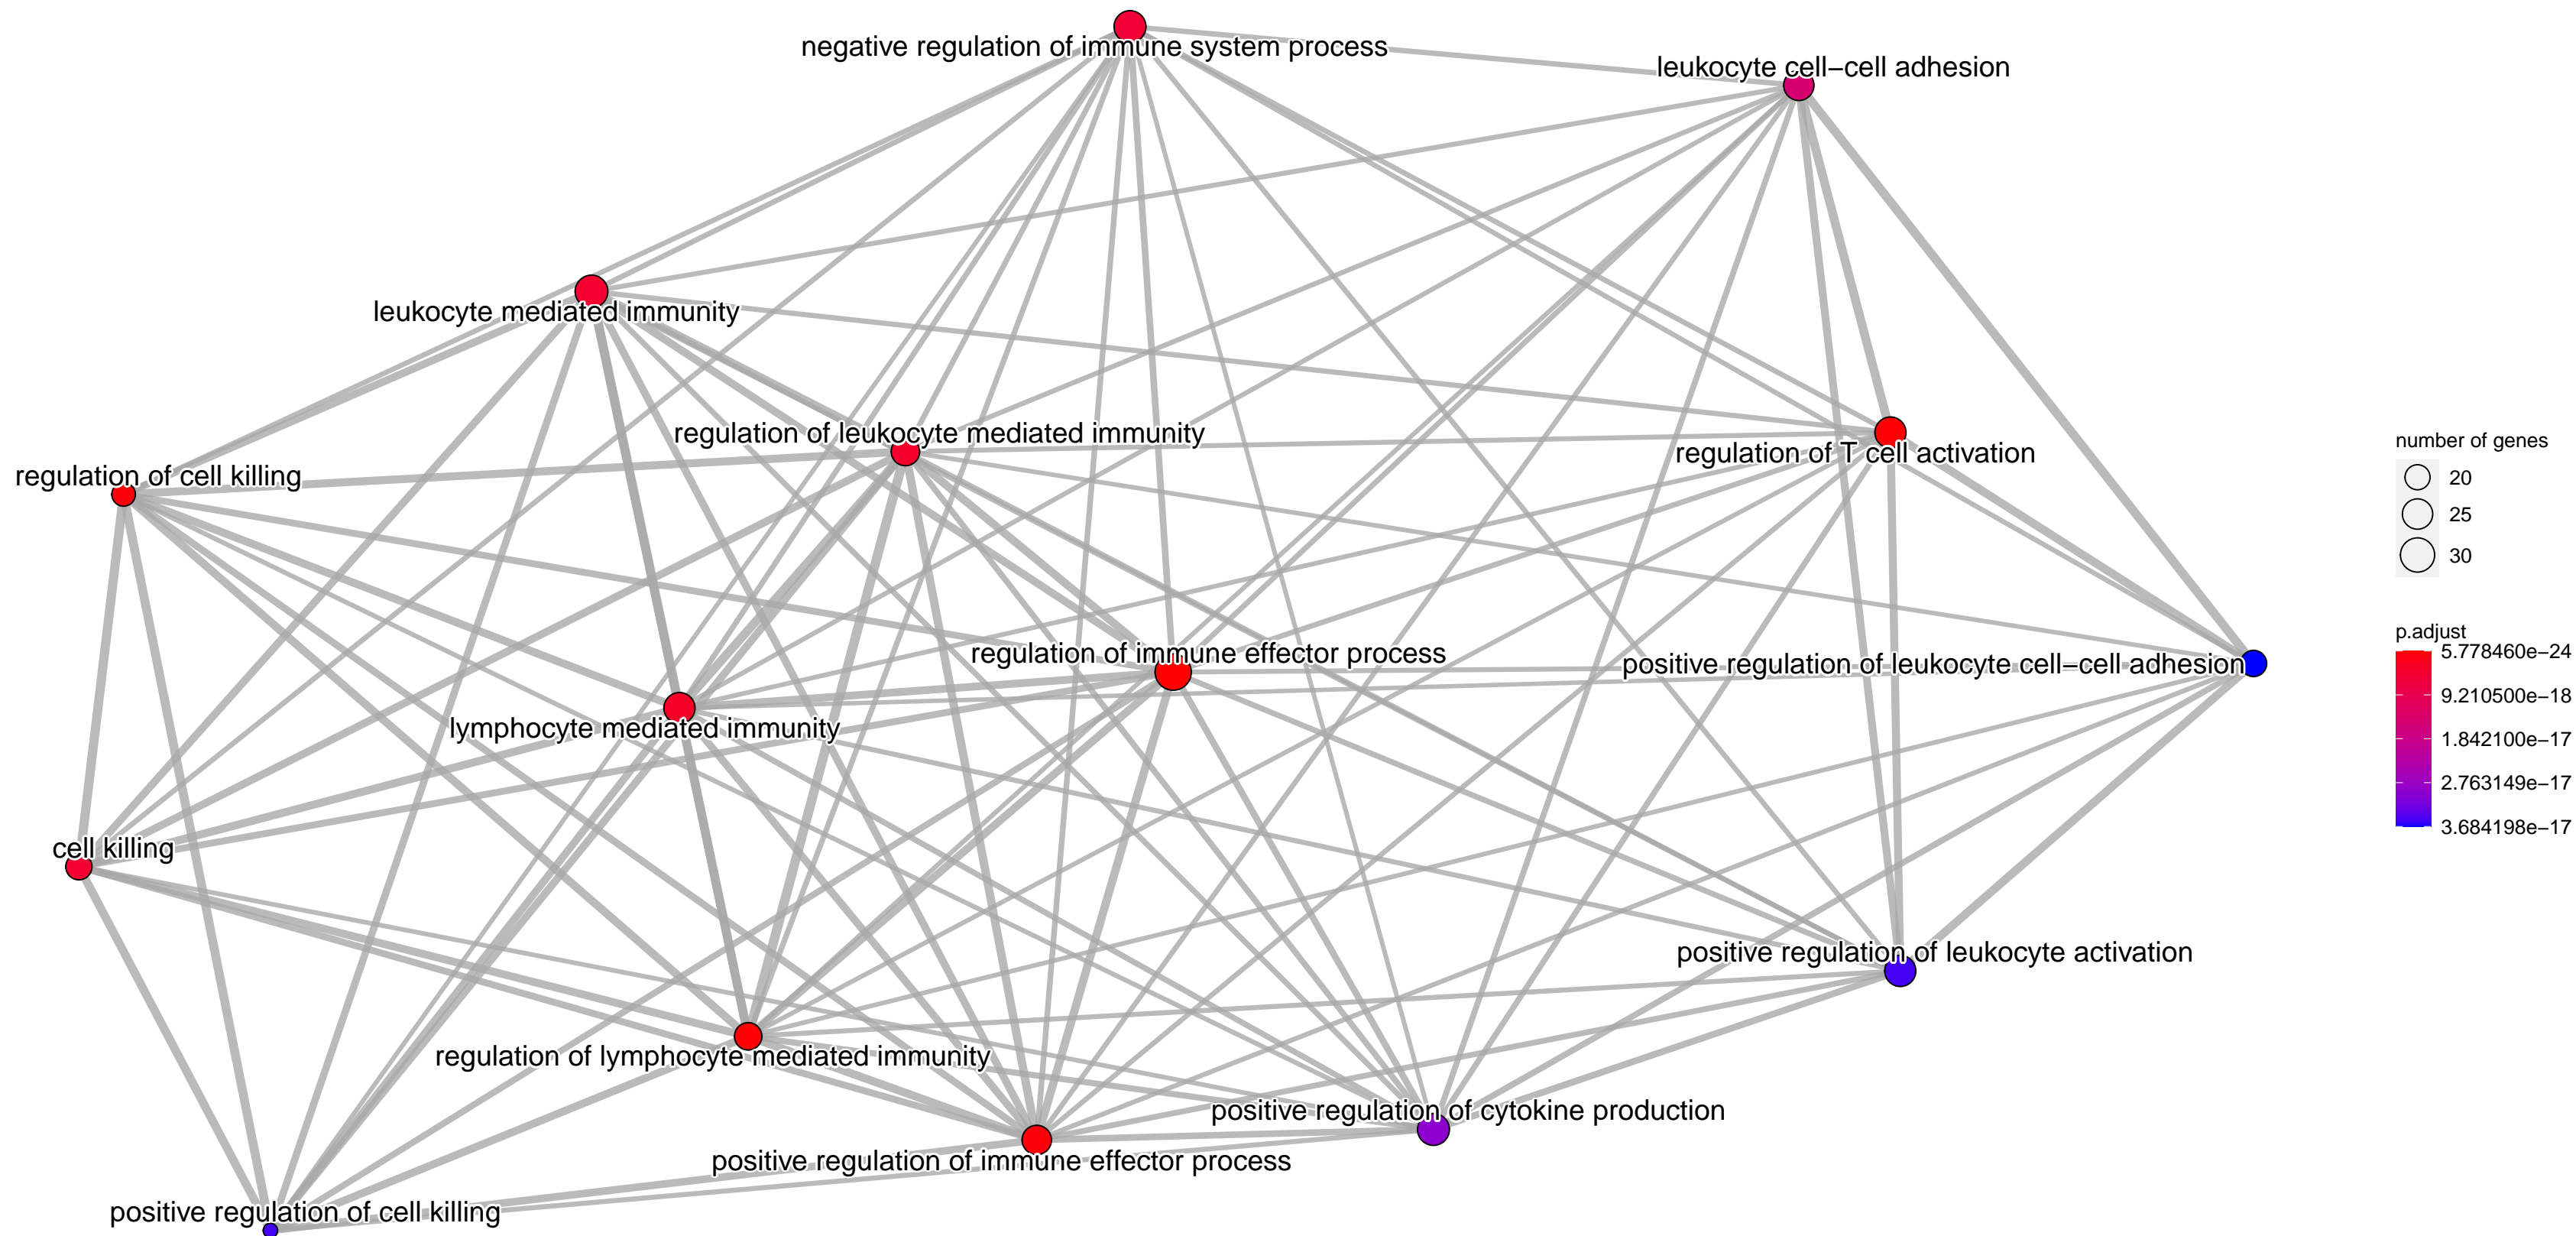 negative regulation of immune system process
leukocyte cell−cell adhesion
leukocyte mediated immunity
regulation of leukocyte mediated immunity
regulation of T cell activation
regulation of cell killing
regulation of immune effector process
positive regulation of leukocyte cell−cell adhesion
lymphocyte mediated immunity
cell killing
positive regulation of leukocyte activation
regulation of lymphocyte mediated immunity
positive regulation of cytokine production
positive regulation of immune effector process
positive regulation of cell killing
number of genes
20
25
30
p.adjust
5.778460e−24
9.210500e−18
1.842100e−17
2.763149e−17
3.684198e−17